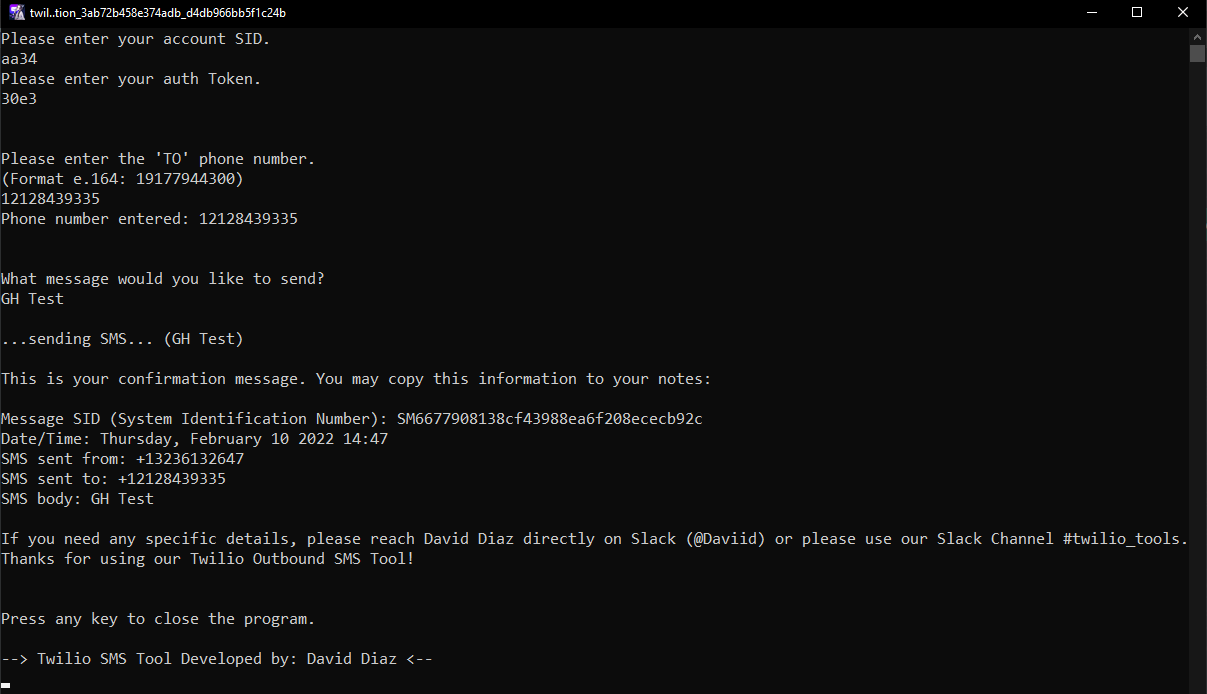 twil..tion_3ab72b458e374adb_d4db966bb5f1c24b
Please enter your account SID.
aa34
Please enter your auth Token.
30e3
Please enter the 'TO' phone number.
(Format e.164: 19177944300)
12128439335
Phone number entered: 12128439335
What message would you like to send?
GH Test
...sending SMS... (GH Test)
This is your confirmation message. You may copy this information to your notes:
Message SID (System Identification Number): SM6677908138cf43988ea6f208ececb92c
Date/Time: Thursday, February 10 2022 14:47
SMS sent from: +13236132647
SMS sent to: +12128439335
SMS body: GH Test
If you need any specific details, please reach David Diaz directly on Slack (@Daviid) or please use our Slack Channel #twilio_tools.
Thanks for using our Twilio Outbound SMS Tool!
Press any key to close the program.
--> Twilio SMS Tool Developed by: David Diaz <--